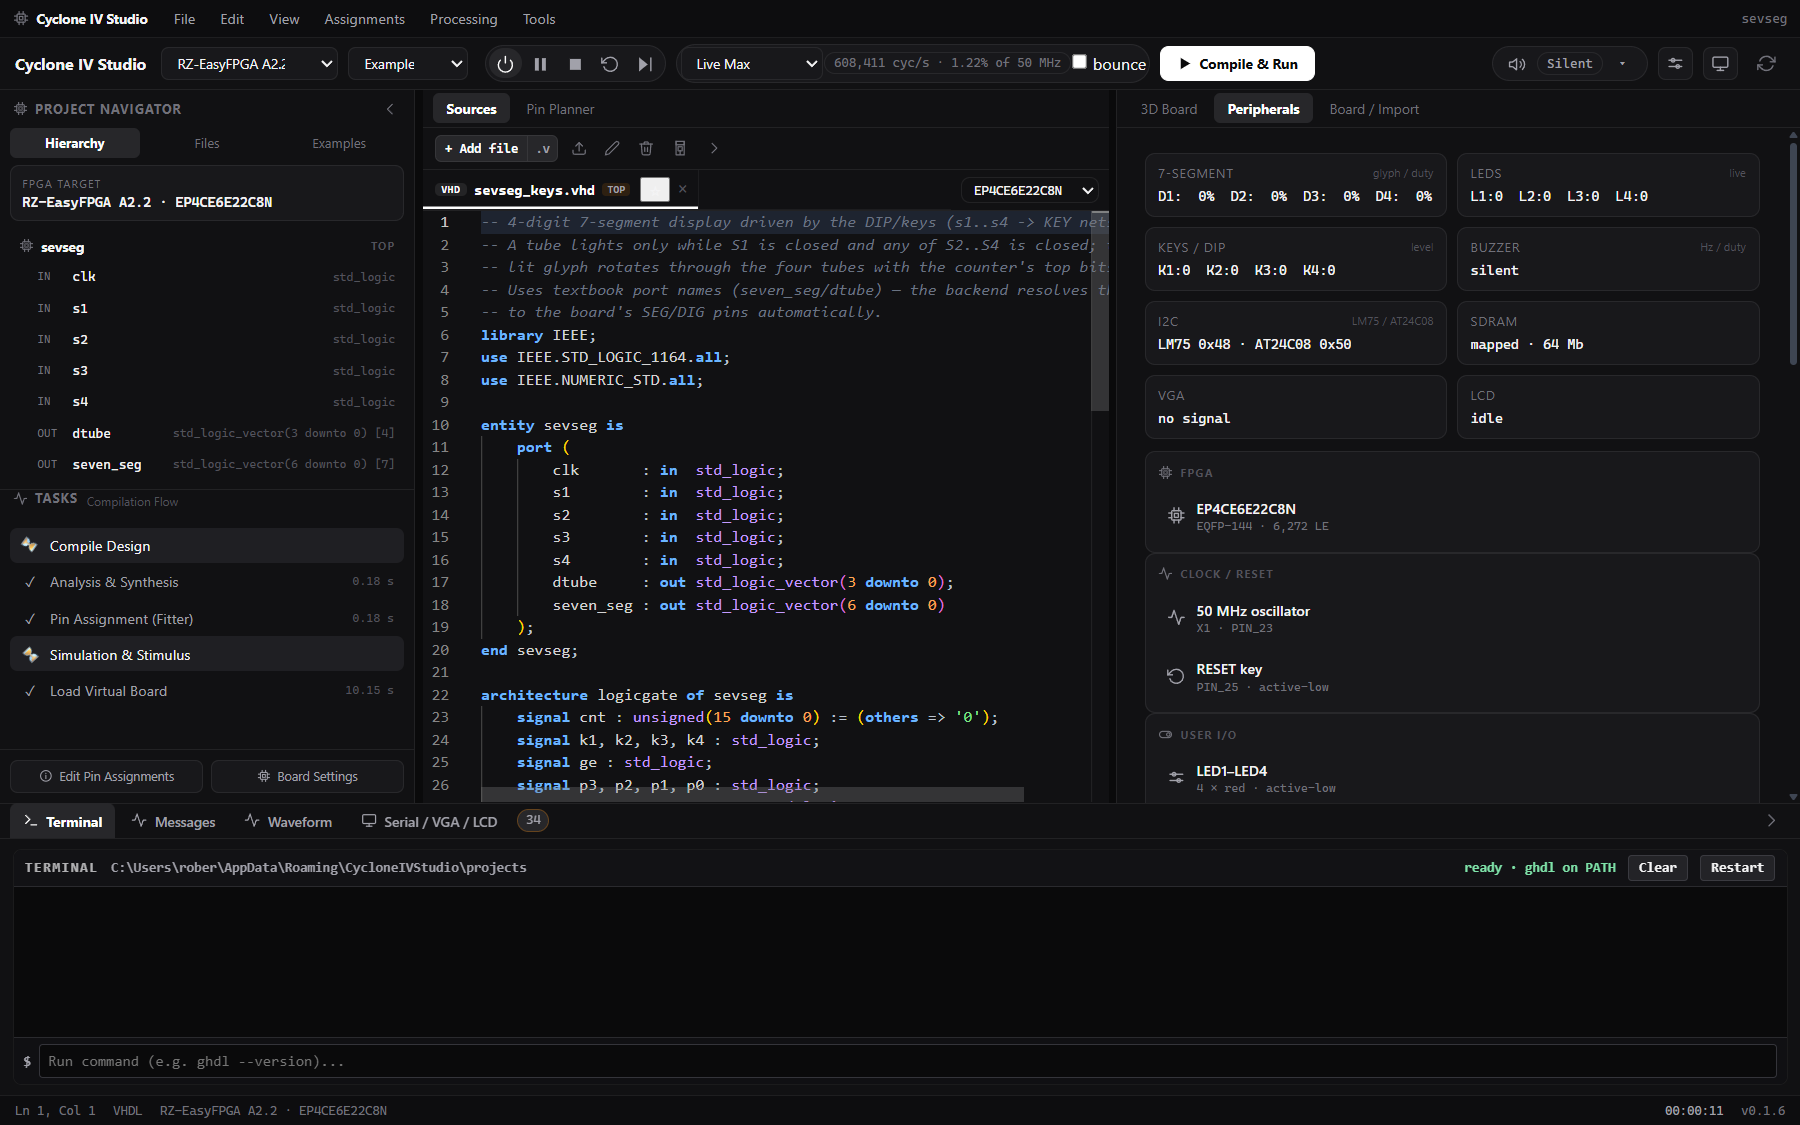 Cyclone IV Studio File Edit View Assignments Processing Tools sevseg
Cyclone IV Studio RZ-EasyFPGA A2.2 Example Live Max 608,411 cyc/s · 1.22% of 50 MHz bounce Compile & Run Silent
PROJECT NAVIGATOR
Hierarchy Files Examples
FPGA TARGET
RZ-EasyFPGA A2.2 · EP4CE6E22C8N
sevseg TOP
IN clk std_logic
IN s1 std_logic
IN s2 std_logic
IN s3 std_logic
IN s4 std_logic
OUT dtube std_logic_vector(3 downto 0) [4]
OUT seven_seg std_logic_vector(6 downto 0) [7]
TASKS Compilation Flow
Compile Design
Analysis & Synthesis 0.18 s
Pin Assignment (Fitter) 0.18 s
Simulation & Stimulus
Load Virtual Board 10.15 s
Edit Pin Assignments Board Settings
Sources Pin Planner
+ Add file .v
VHD sevseg_keys.vhd TOP × EP4CE6E22C8N
1 -- 4-digit 7-segment display driven by the DIP/keys (s1..s4 -> KEY net
2 -- A tube lights only while S1 is closed and any of S2..S4 is closed;
3 -- lit glyph rotates through the four tubes with the counter's top bit
4 -- Uses textbook port names (seven_seg/dtube) — the backend resolves
5 -- to the board's SEG/DIG pins automatically.
6 library IEEE;
7 use IEEE.STD_LOGIC_1164.all;
8 use IEEE.NUMERIC_STD.all;
9
10 entity sevseg is
11 port (
12 clk : in std_logic;
13 s1 : in std_logic;
14 s2 : in std_logic;
15 s3 : in std_logic;
16 s4 : in std_logic;
17 dtube : out std_logic_vector(3 downto 0);
18 seven_seg : out std_logic_vector(6 downto 0)
19 );
20 end sevseg;
21
22 architecture logicgate of sevseg is
23 signal cnt : unsigned(15 downto 0) := (others => '0');
24 signal k1, k2, k3, k4 : std_logic;
25 signal ge : std_logic;
26 signal p3, p2, p1, p0 : std_logic;
3D Board Peripherals Board / Import
7-SEGMENT glyph / duty
D1: 0% D2: 0% D3: 0% D4: 0%
LEDS live
L1:0 L2:0 L3:0 L4:0
KEYS / DIP level
K1:0 K2:0 K3:0 K4:0
BUZZER Hz / duty
silent
I2C LM75 / AT24C08
LM75 0x48 · AT24C08 0x50
SDRAM
mapped · 64 Mb
VGA
no signal
LCD
idle
FPGA
EP4CE6E22C8N
EQFP-144 · 6,272 LE
CLOCK / RESET
50 MHz oscillator
X1 · PIN_23
RESET key
PIN_25 · active-low
USER I/O
LED1–LED4
4 × red · active-low
Terminal Messages Waveform Serial / VGA / LCD 34
TERMINAL C:\Users\rober\AppData\Roaming\CycloneIVStudio\projects ready · ghdl on PATH Clear Restart
$ Run command (e.g. ghdl --version)...
Ln 1, Col 1 VHDL RZ-EasyFPGA A2.2 · EP4CE6E22C8N 00:00:11 v0.1.6